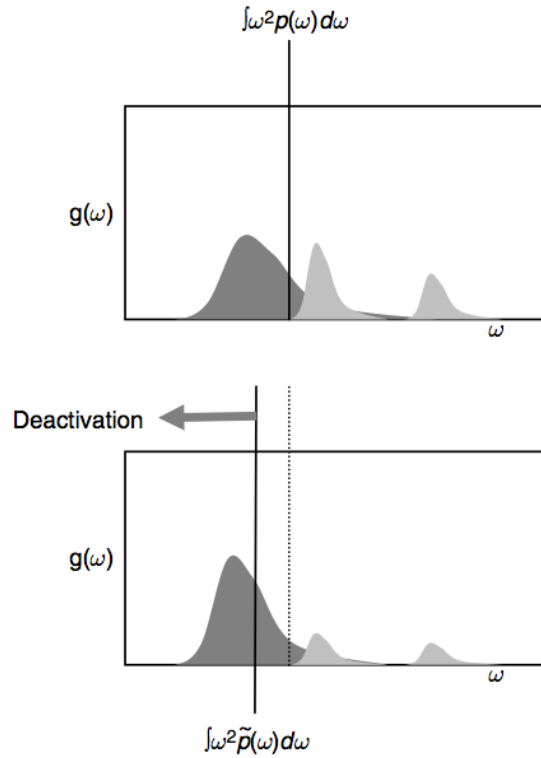 ∫ω²p(ω)dω
g(ω)
ω
Deactivation
g(ω)
ω
∫ω²p̃(ω)dω